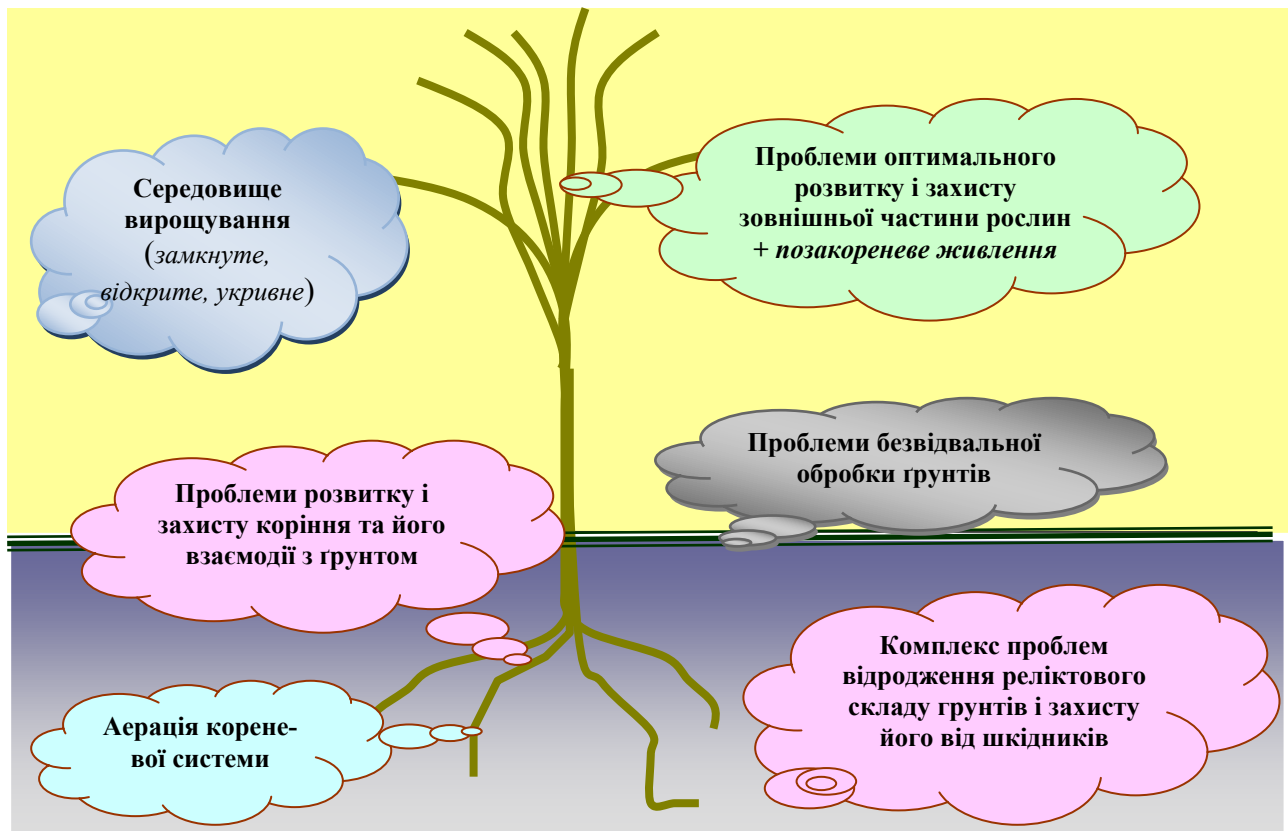 Середовище
вирощування
(замкнуте,
відкрите, укривне)
Проблеми оптимального
розвитку і захисту
зовнішньої частини рослин
+ позакореневе живлення
Проблеми безвідвальної
обробки ґрунтів
Проблеми розвитку і
захисту коріння та його
взаємодії з ґрунтом
Комплекс проблем
відродження реліктового
складу грунтів і захисту
його від шкідників
Аерація корене-
вої системи